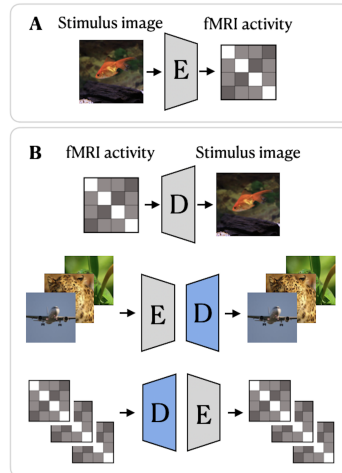 A
Stimulus image fMRI activity
E
B
fMRI activity Stimulus image
D
E D
D E